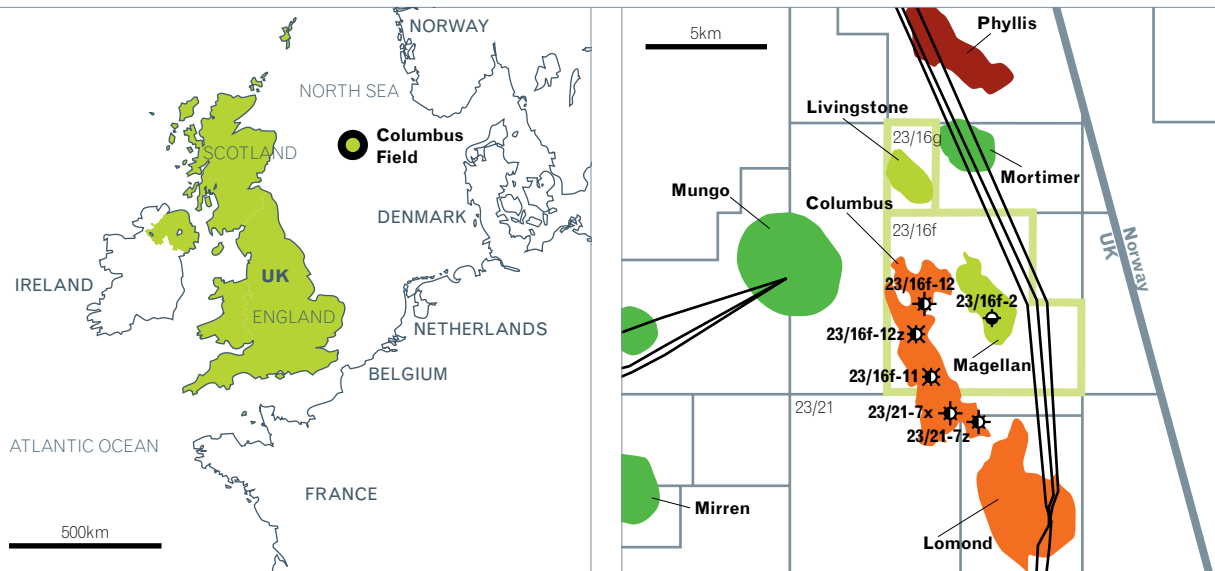 NORWAY
NORTH SEA
Columbus
Field
SCOTLAND
DENMARK
IRELAND
UK
ENGLAND
NETHERLANDS
BELGIUM
ATLANTIC OCEAN
FRANCE
500km
5km
Phyllis
Livingstone
23/16g
Mortimer
Mungo
Columbus
23/16f
Norway
UK
23/16f-12
23/16f-2
23/16f-12z
Magellan
23/16f-11
23/21
23/21-7x
23/21-7z
Mirren
Lomond